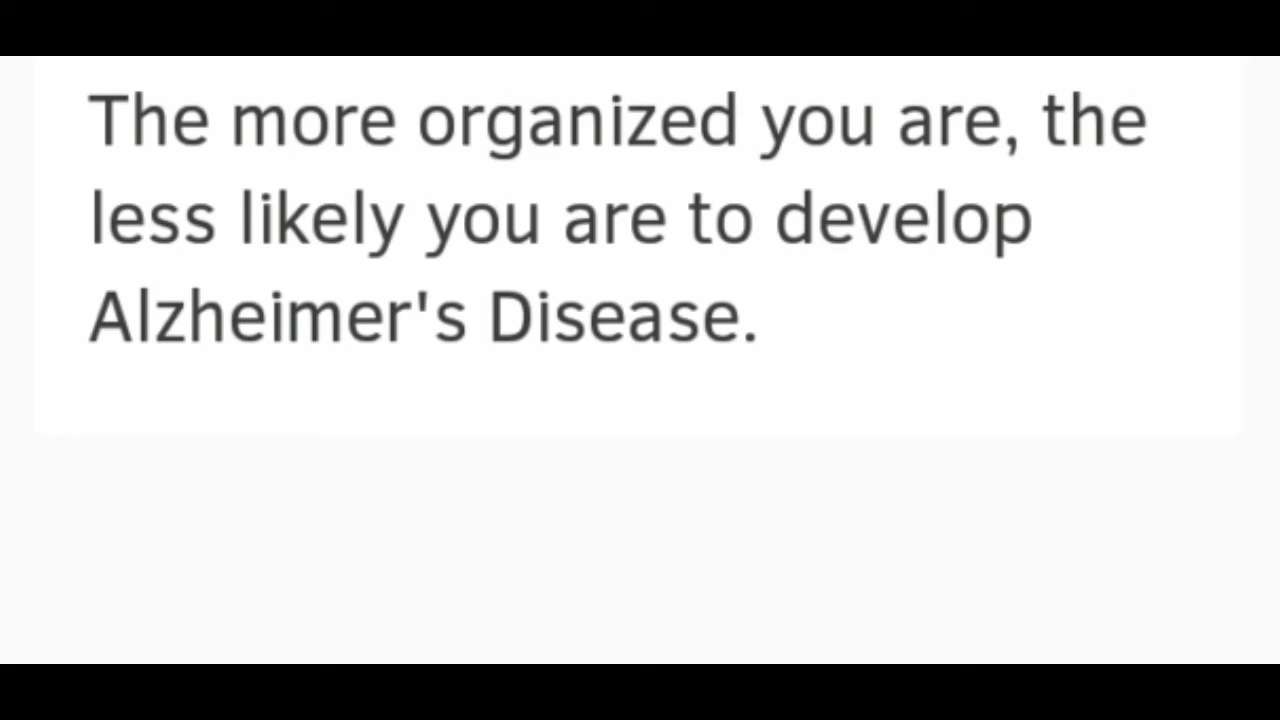 The more organized you are, the
less likely you are to develop
Alzheimer's Disease.